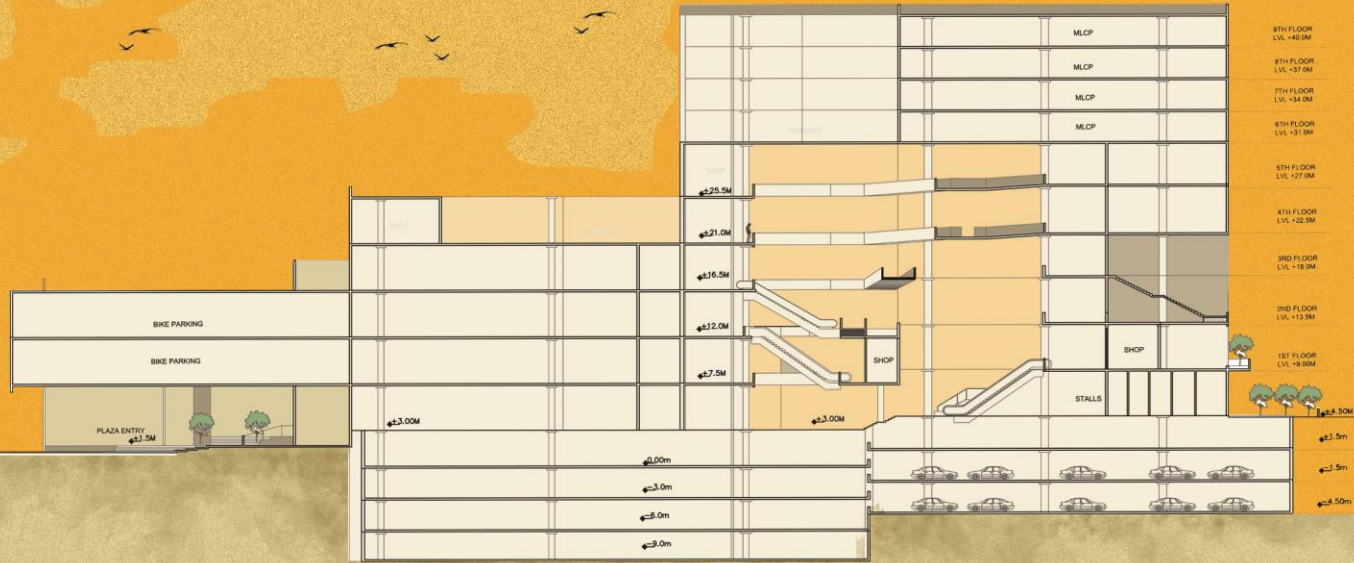 MLCP
MLCP
MLCP
MLCP
9TH FLOOR
LVL +40.0M
8TH FLOOR
LVL +37.0M
7TH FLOOR
LVL +34.0M
6TH FLOOR
LVL +31.0M
5TH FLOOR
LVL +27.0M
4TH FLOOR
LVL +22.5M
3RD FLOOR
LVL +18.0M
2ND FLOOR
LVL +13.5M
1ST FLOOR
LVL +9.00M
TERRACE
SHOP
±25.5M
±21.0M
±16.5M
±12.0M
±7.5M
BIKE PARKING
BIKE PARKING
PLAZA ENTRY
±1.5M
±3.00M
±3.00M
SHOP
SHOP
STALLS
0.00m
-3.0m
-6.0m
-9.0m
±4.50M
±1.5m
-1.5m
-4.50m